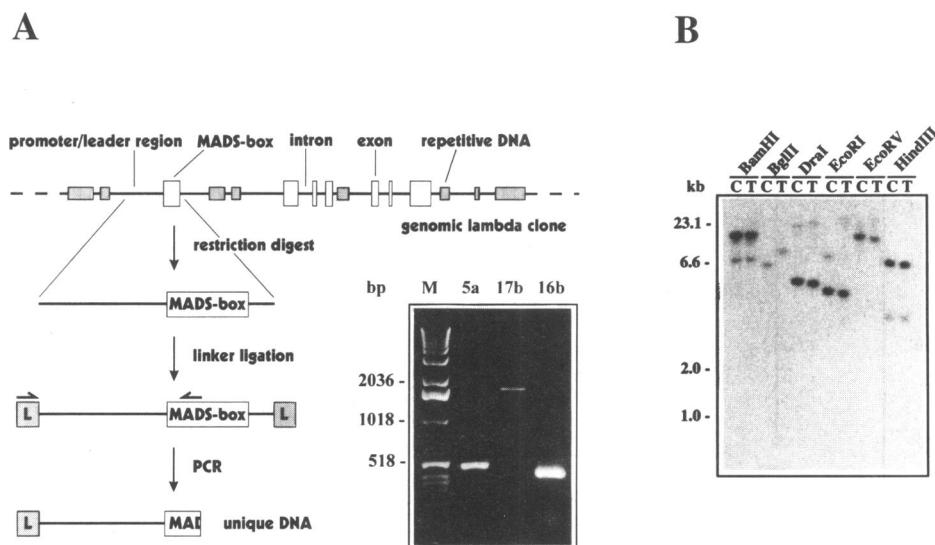 A
promoter/leader region
MADS-box
intron
exon
repetitive DNA
genomic lambda clone
restriction digest
MADS-box
linker ligation
L
MADS-box
L
PCR
L
MAD
unique DNA
bp M 5a 17b 16b
2036 -
1018 -
518 -
B
BamHI BglII DraI EcoRI EcoRV HindIII
kb C T C T C T C T C T C T
23.1 -
6.6 -
2.0 -
1.0 -